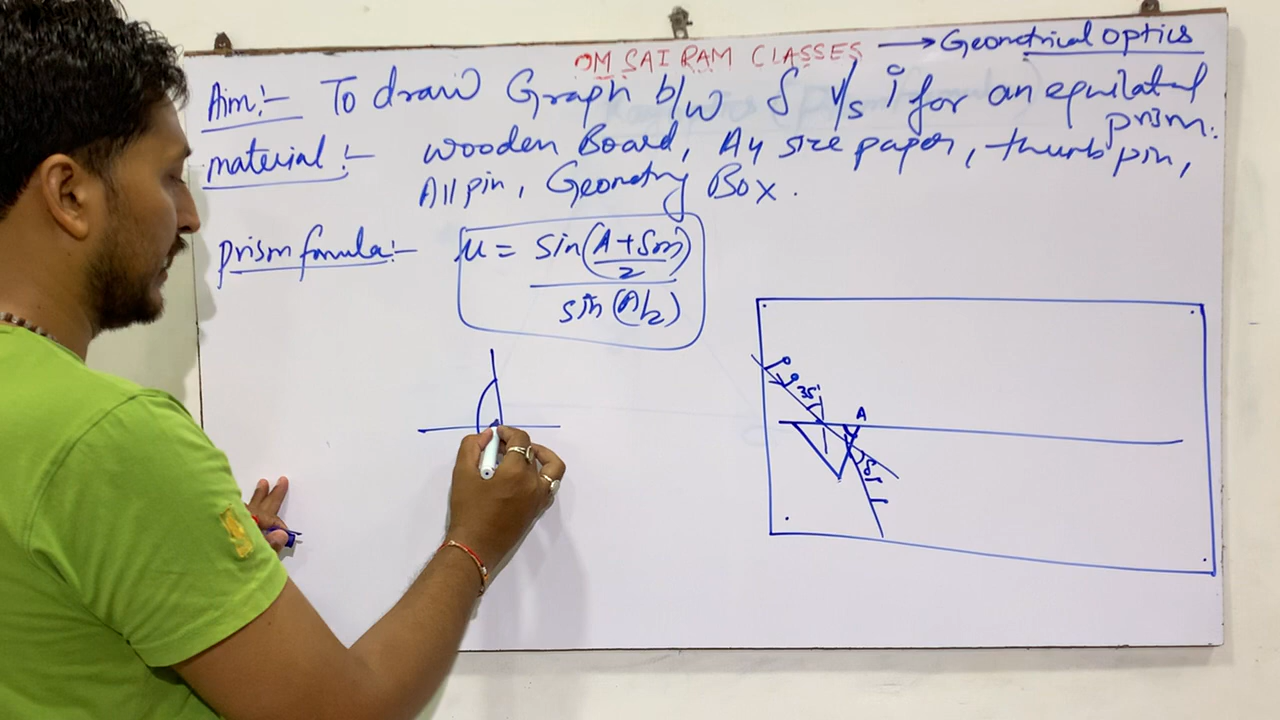 OM SAI RAM CLASSES → Geometrical optics
Aim:- To draw Graph b/w δ v/s i for an equilateral
prism.
material:- wooden Board, A4 size paper, thumb pin,
All pin, Geometry Box.
prism formula:- μ = sin(A+δm/2)
sin(A/2)
35°
A
δ1